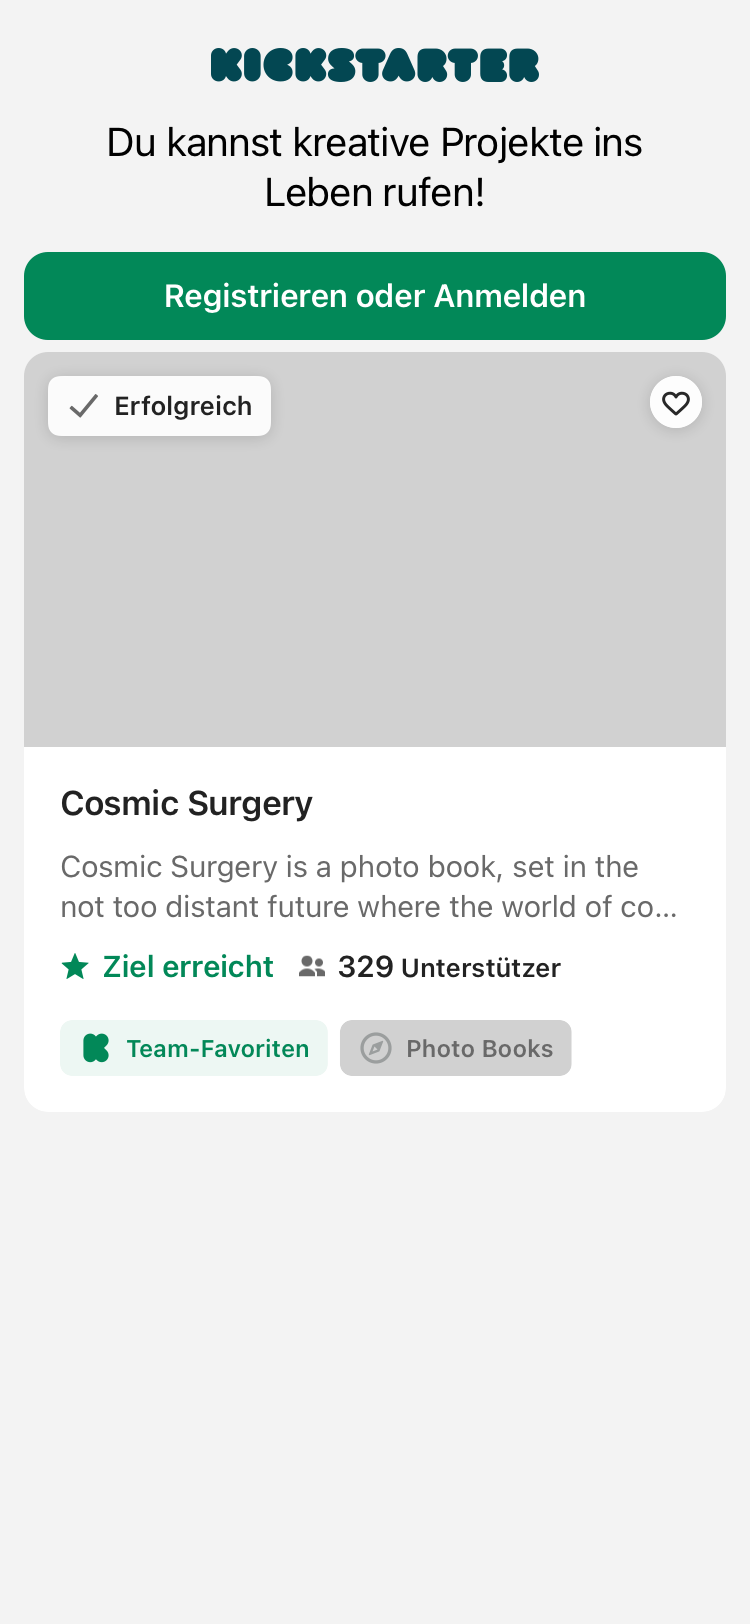 KICKSTARTER
Du kannst kreative Projekte ins
Leben rufen!
Registrieren oder Anmelden
Erfolgreich
Cosmic Surgery
Cosmic Surgery is a photo book, set in the
not too distant future where the world of co...
Ziel erreicht 329 Unterstützer
Team-Favoriten Photo Books